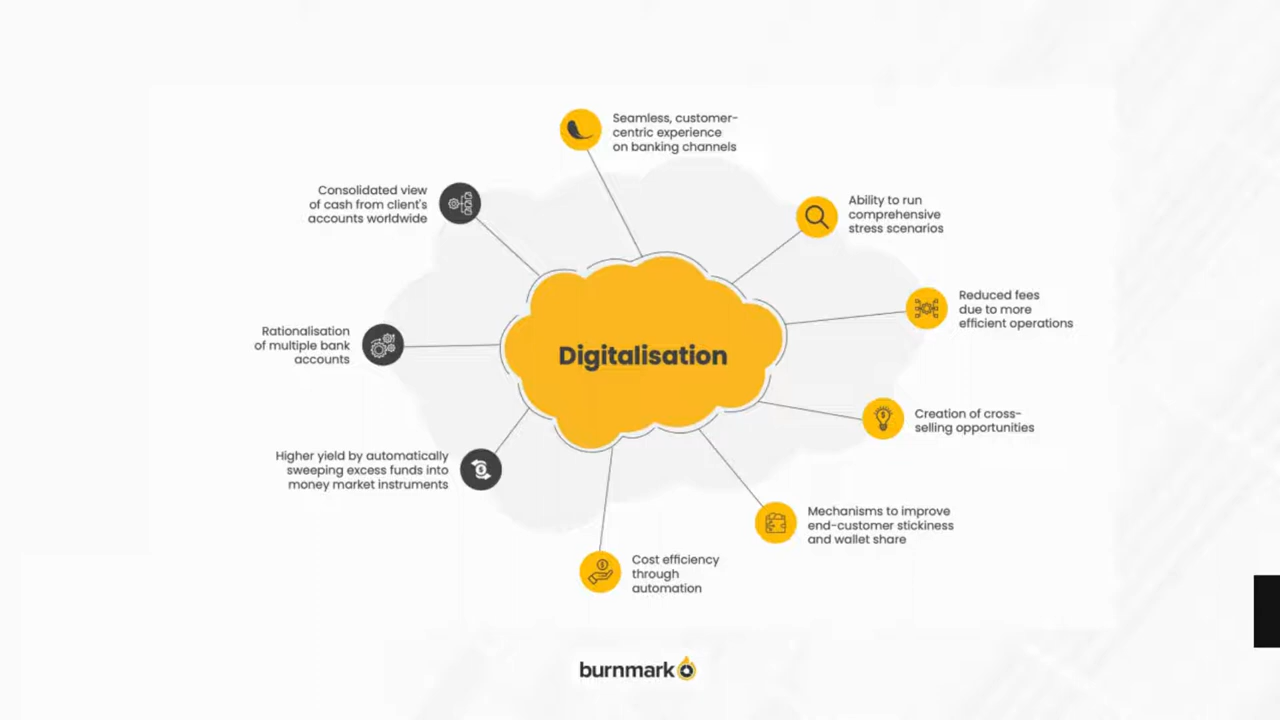 Seamless, customer-
centric experience
on banking channels
Consolidated view
of cash from client's
accounts worldwide
Ability to run
comprehensive
stress scenarios
Reduced fees
due to more
efficient operations
Rationalisation
of multiple bank
accounts
Digitalisation
Creation of cross-
selling opportunities
Higher yield by automatically
sweeping excess funds into
money market instruments
Mechanisms to improve
end-customer stickiness
and wallet share
Cost efficiency
through
automation
burnmark